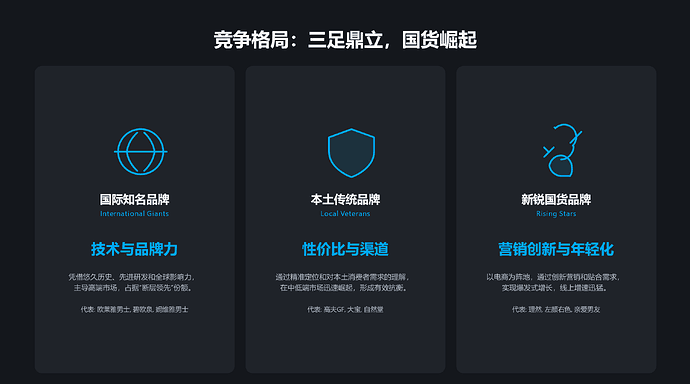 竞争格局：三足鼎立，国货崛起
国际知名品牌
International Giants
技术与品牌力
凭借悠久历史、先进研发和全球影响力，
主导高端市场，占据“断层领先”份额。
代表: 欧莱雅男士, 碧欧泉, 妮维雅男士
本土传统品牌
Local Veterans
性价比与渠道
通过精准定位和对本土消费者需求的理解，
在中低端市场迅速崛起，形成有效抗衡。
代表: 高夫GF, 大宝, 自然堂
新锐国货品牌
Rising Stars
营销创新与年轻化
以电商为阵地，通过创新营销和贴合需求，
实现爆发式增长，线上增速迅猛。
代表: 理然, 左颜右色, 亲爱男友